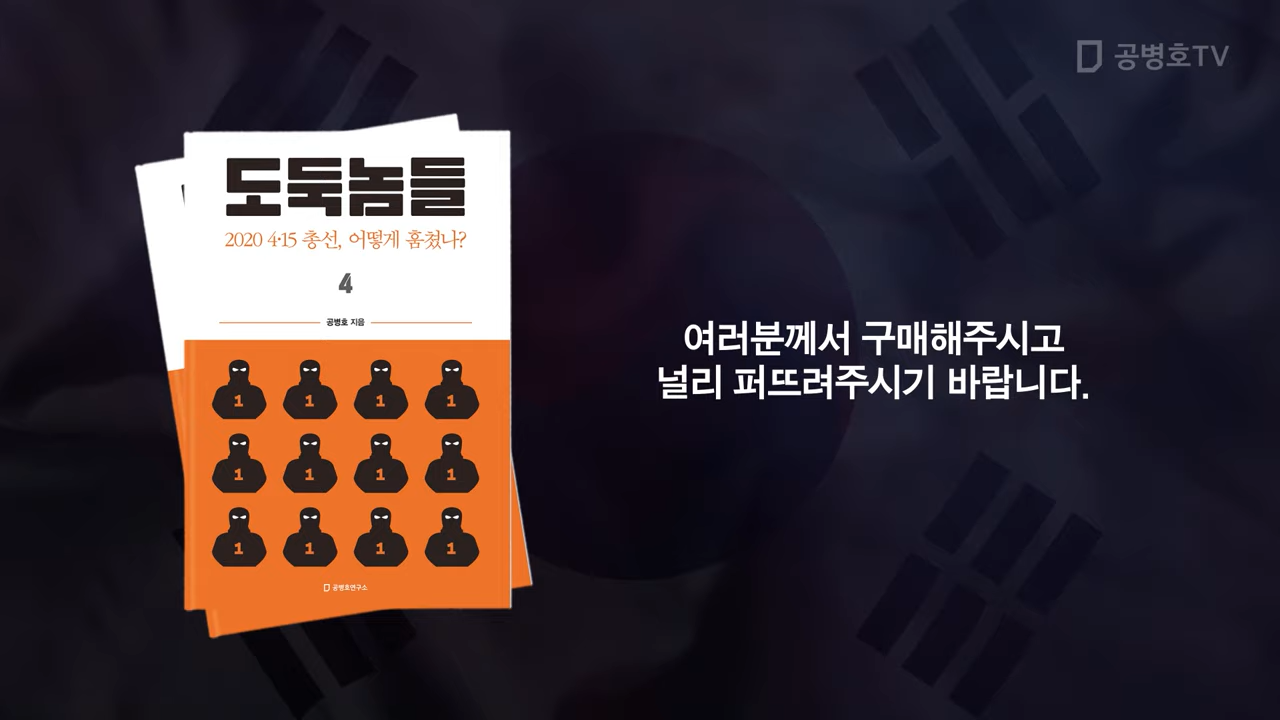 공병호TV
도둑놈들
2020 4·15 총선, 어떻게 훔쳤나?
4
공병호 지음
1 1 1 1
1 1 1 1
1 1 1 1
공병호연구소
여러분께서 구매해주시고
널리 퍼뜨려주시기 바랍니다.